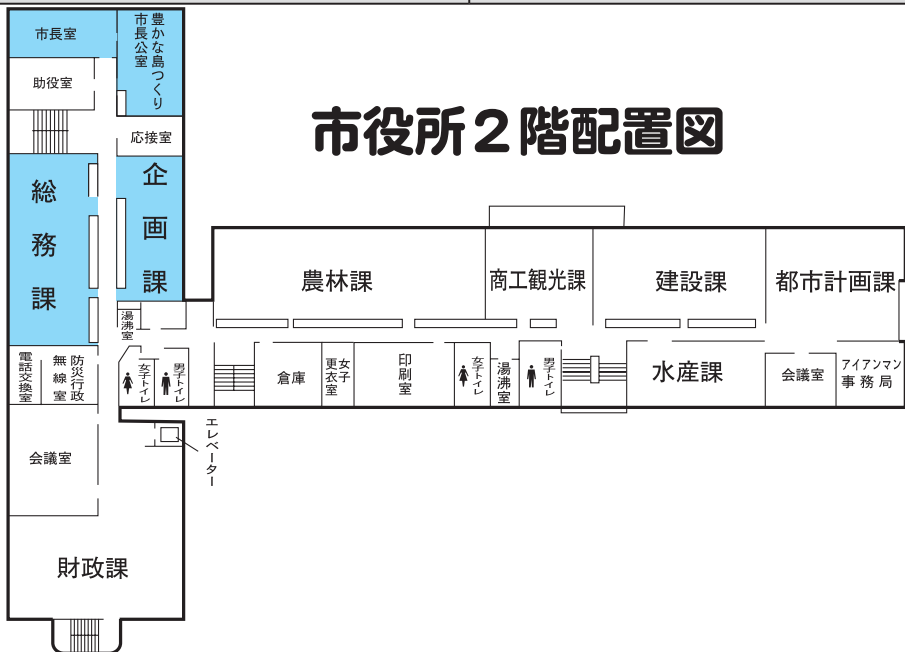 市役所2階配置図
市長室
豊かな島つくり
市長公室
助役室
応接室
総務課
企画課
農林課
商工観光課
建設課
都市計画課
湯沸室
電話交換室
防災行政
無線室
女子トイレ
男子トイレ
倉庫
女子
更衣室
印刷室
女子トイレ
湯沸室
男子トイレ
水産課
会議室
アイアンマン
事務局
エレベーター
会議室
財政課